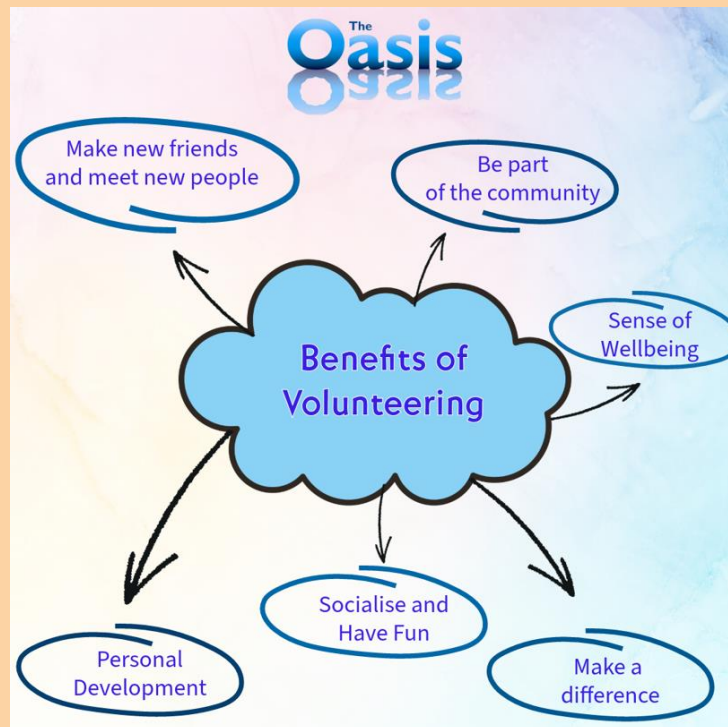 The
Oasis
Make new friends
and meet new people
Be part
of the community
Sense of
Wellbeing
Benefits of
Volunteering
Socialise and
Have Fun
Personal
Development
Make a
difference